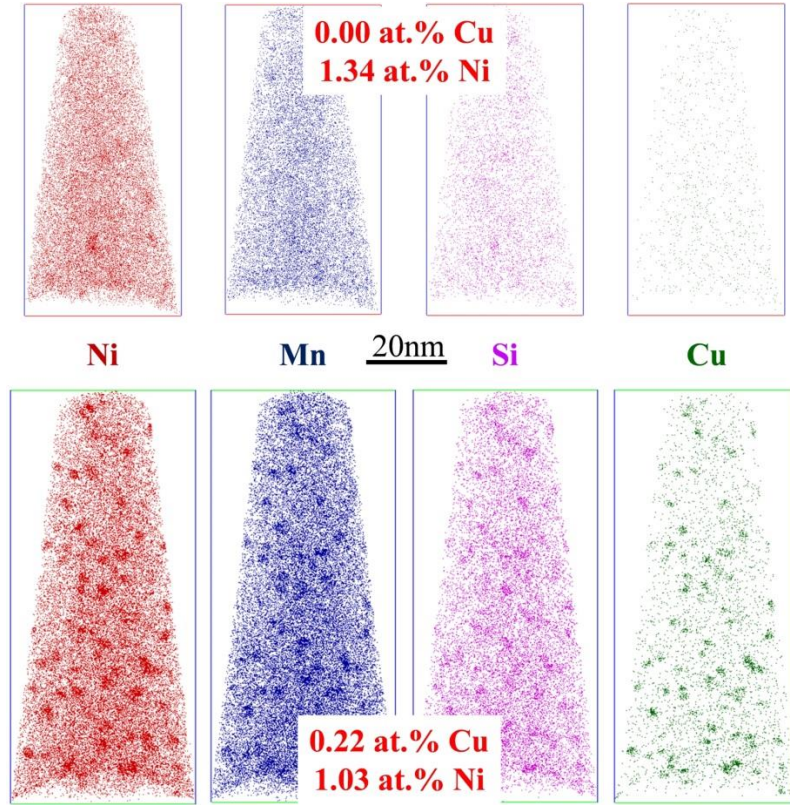 0.00 at.% Cu
1.34 at.% Ni
Ni Mn 20nm Si Cu
0.22 at.% Cu
1.03 at.% Ni